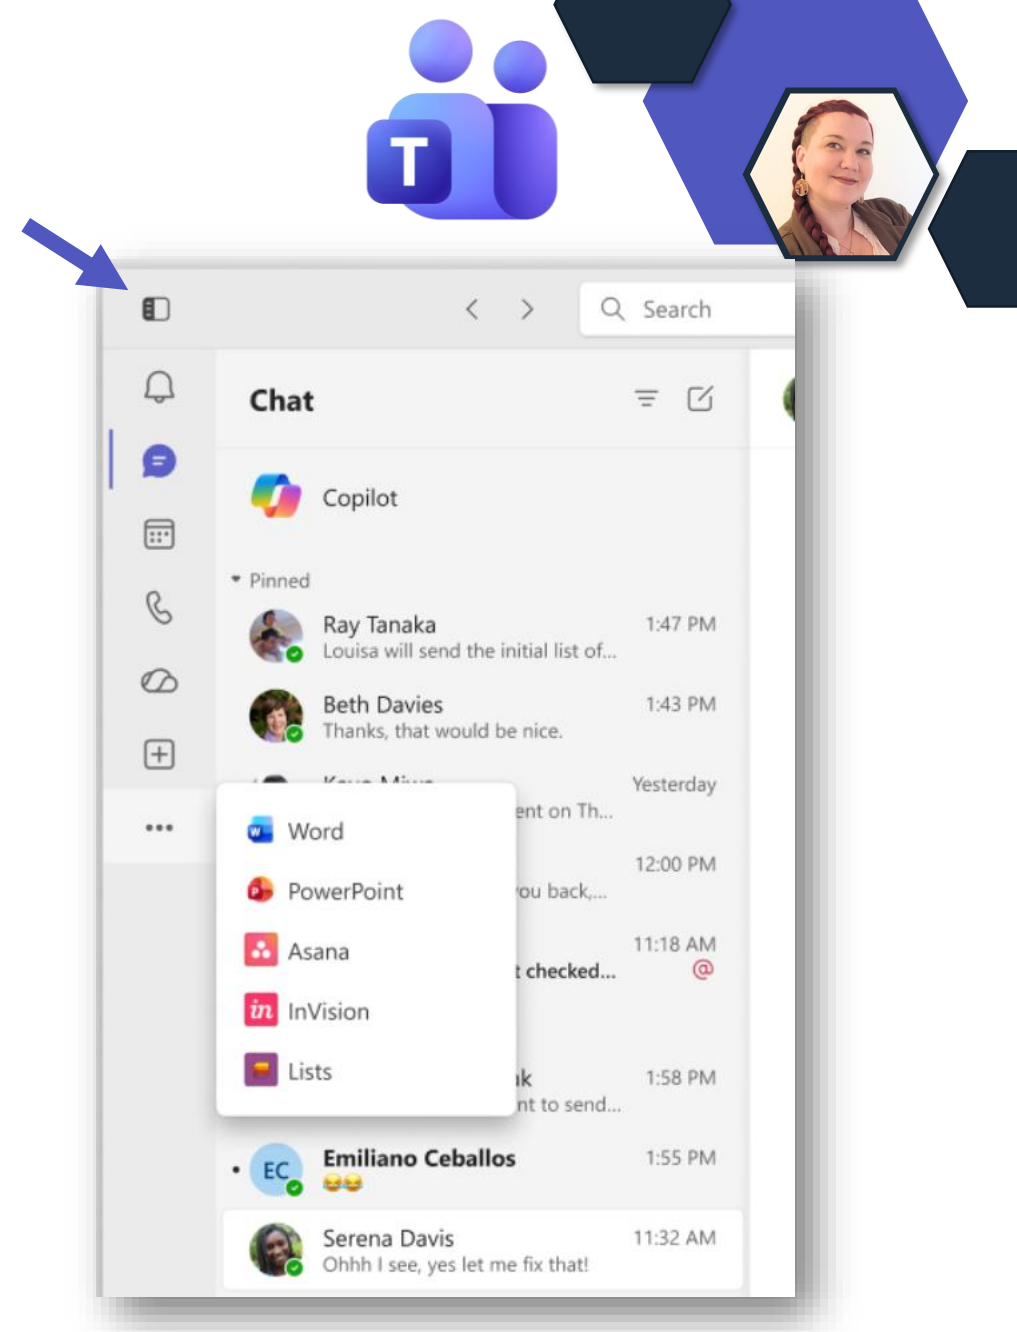 T
Search
Chat
Copilot
Pinned
Ray Tanaka 1:47 PM
Louisa will send the initial list of...
Beth Davies 1:43 PM
Thanks, that would be nice.
Yesterday
ent on Th...
Word
12:00 PM
PowerPoint
ou back,...
Asana
11:18 AM
t checked... @
in InVision
Lists
1:58 PM
nt to send...
EC Emiliano Ceballos 1:55 PM
😂😂
Serena Davis 11:32 AM
Ohhh I see, yes let me fix that!